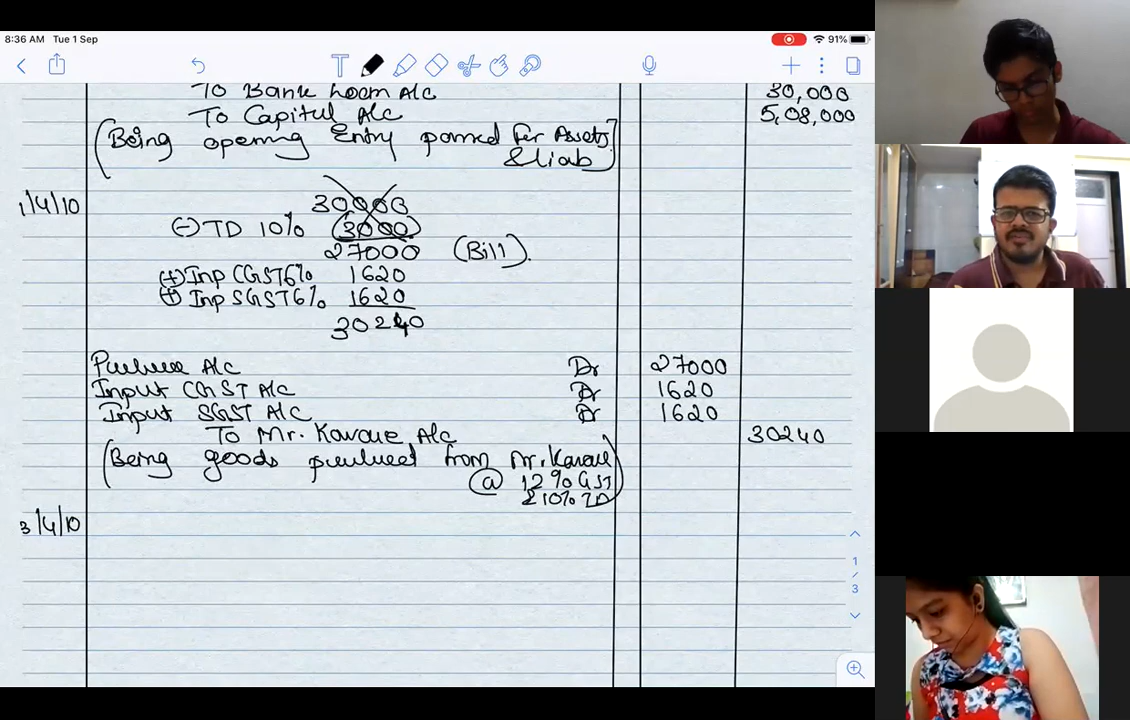 8:36 AM Tue 1 Sep
91%
To Bank Loan A/c 30,000
To Capital A/c 5,08,000
(Being opening Entry passed for Assets
& liab)
1/4/10 30000
(-) TD 10% (3000)
27000 (Bill).
(+) Inp CGST 6% 1620
(+) Inp SGST 6% 1620
30240
Purchase A/c Dr 27000
Input CGST A/c Dr 1620
Input SGST A/c Dr 1620
To Mr. A/c 30240
(Being goods purchased from Mr.
@ 12% GST
& 10% TD)
3/4/10
1
/
3